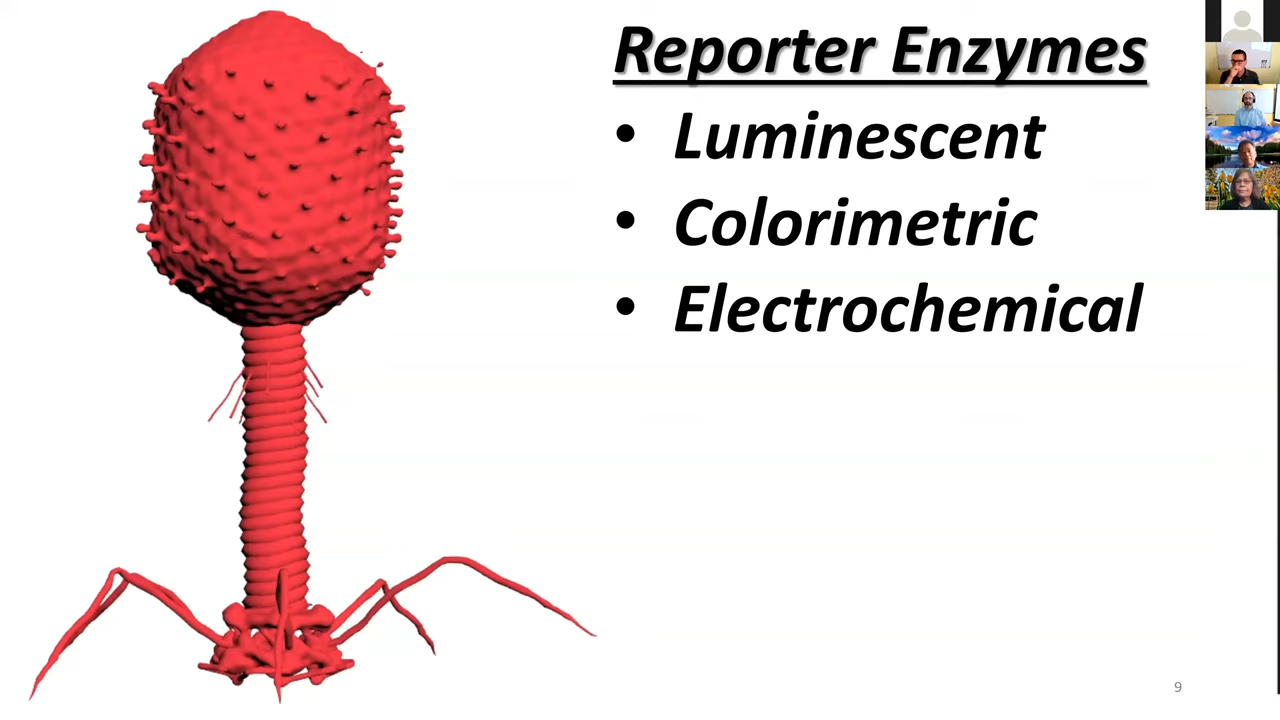 Reporter Enzymes
• Luminescent
• Colorimetric
• Electrochemical
9